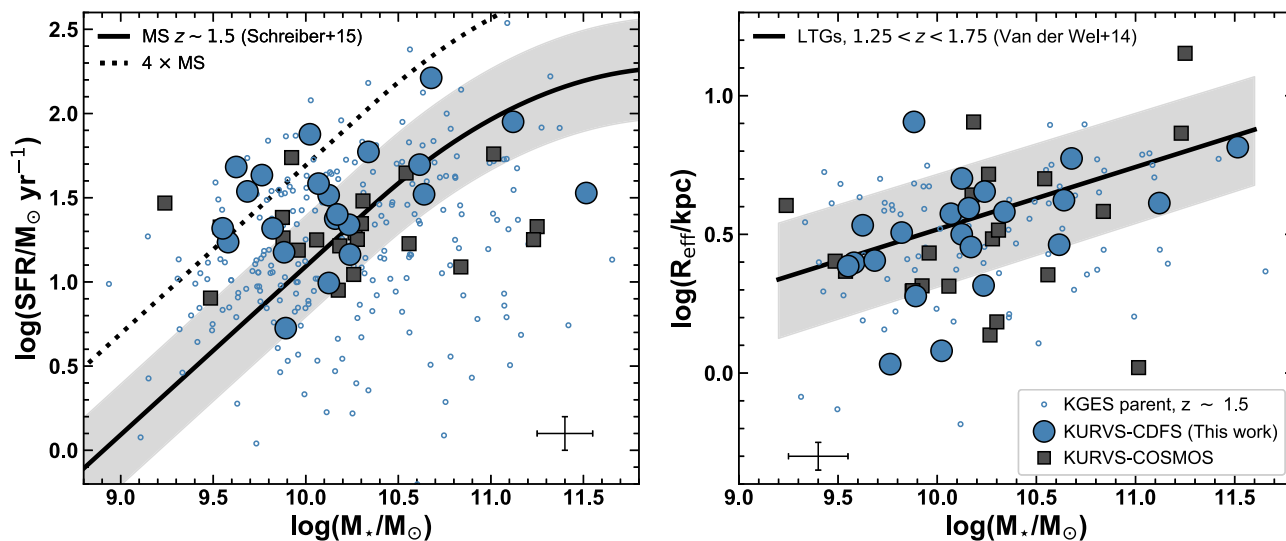 MS z ~ 1.5 (Schreiber+15)
4 × MS
2.5
2.0
1.5
1.0
0.5
0.0
log(SFR/M⊙ yr⁻¹)
9.0 9.5 10.0 10.5 11.0 11.5
log(M⋆/M⊙)
LTGs, 1.25 < z < 1.75 (Van der Wel+14)
1.0
0.5
0.0
log(R_eff/kpc)
KGES parent, z ~ 1.5
KURVS-CDFS (This work)
KURVS-COSMOS
9.0 9.5 10.0 10.5 11.0 11.5
log(M⋆/M⊙)